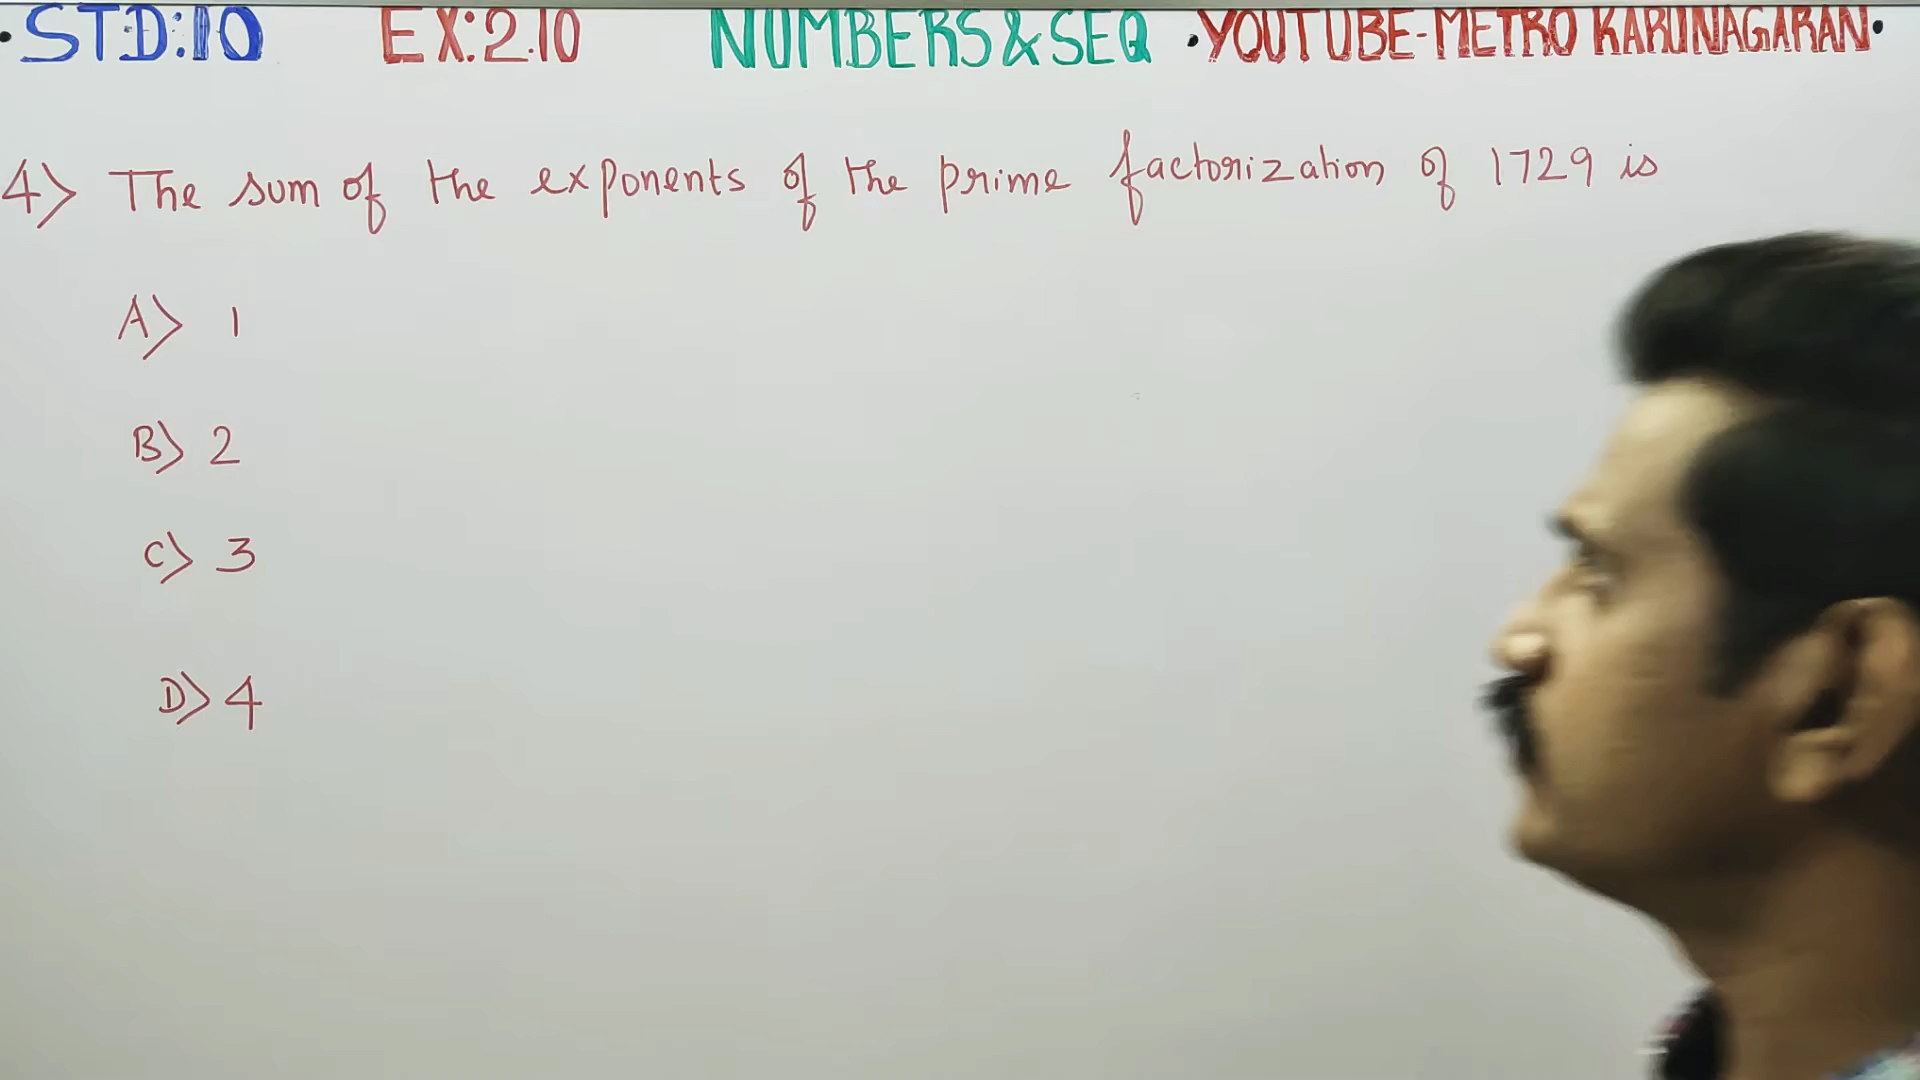 ·STD:10 EX:2.10 NUMBERS&SEQ ·YOUTUBE-METRO KARUNAGARAN·
4) The sum of the exponents of the prime factorization of 1729 is
A) 1
B) 2
C) 3
D) 4